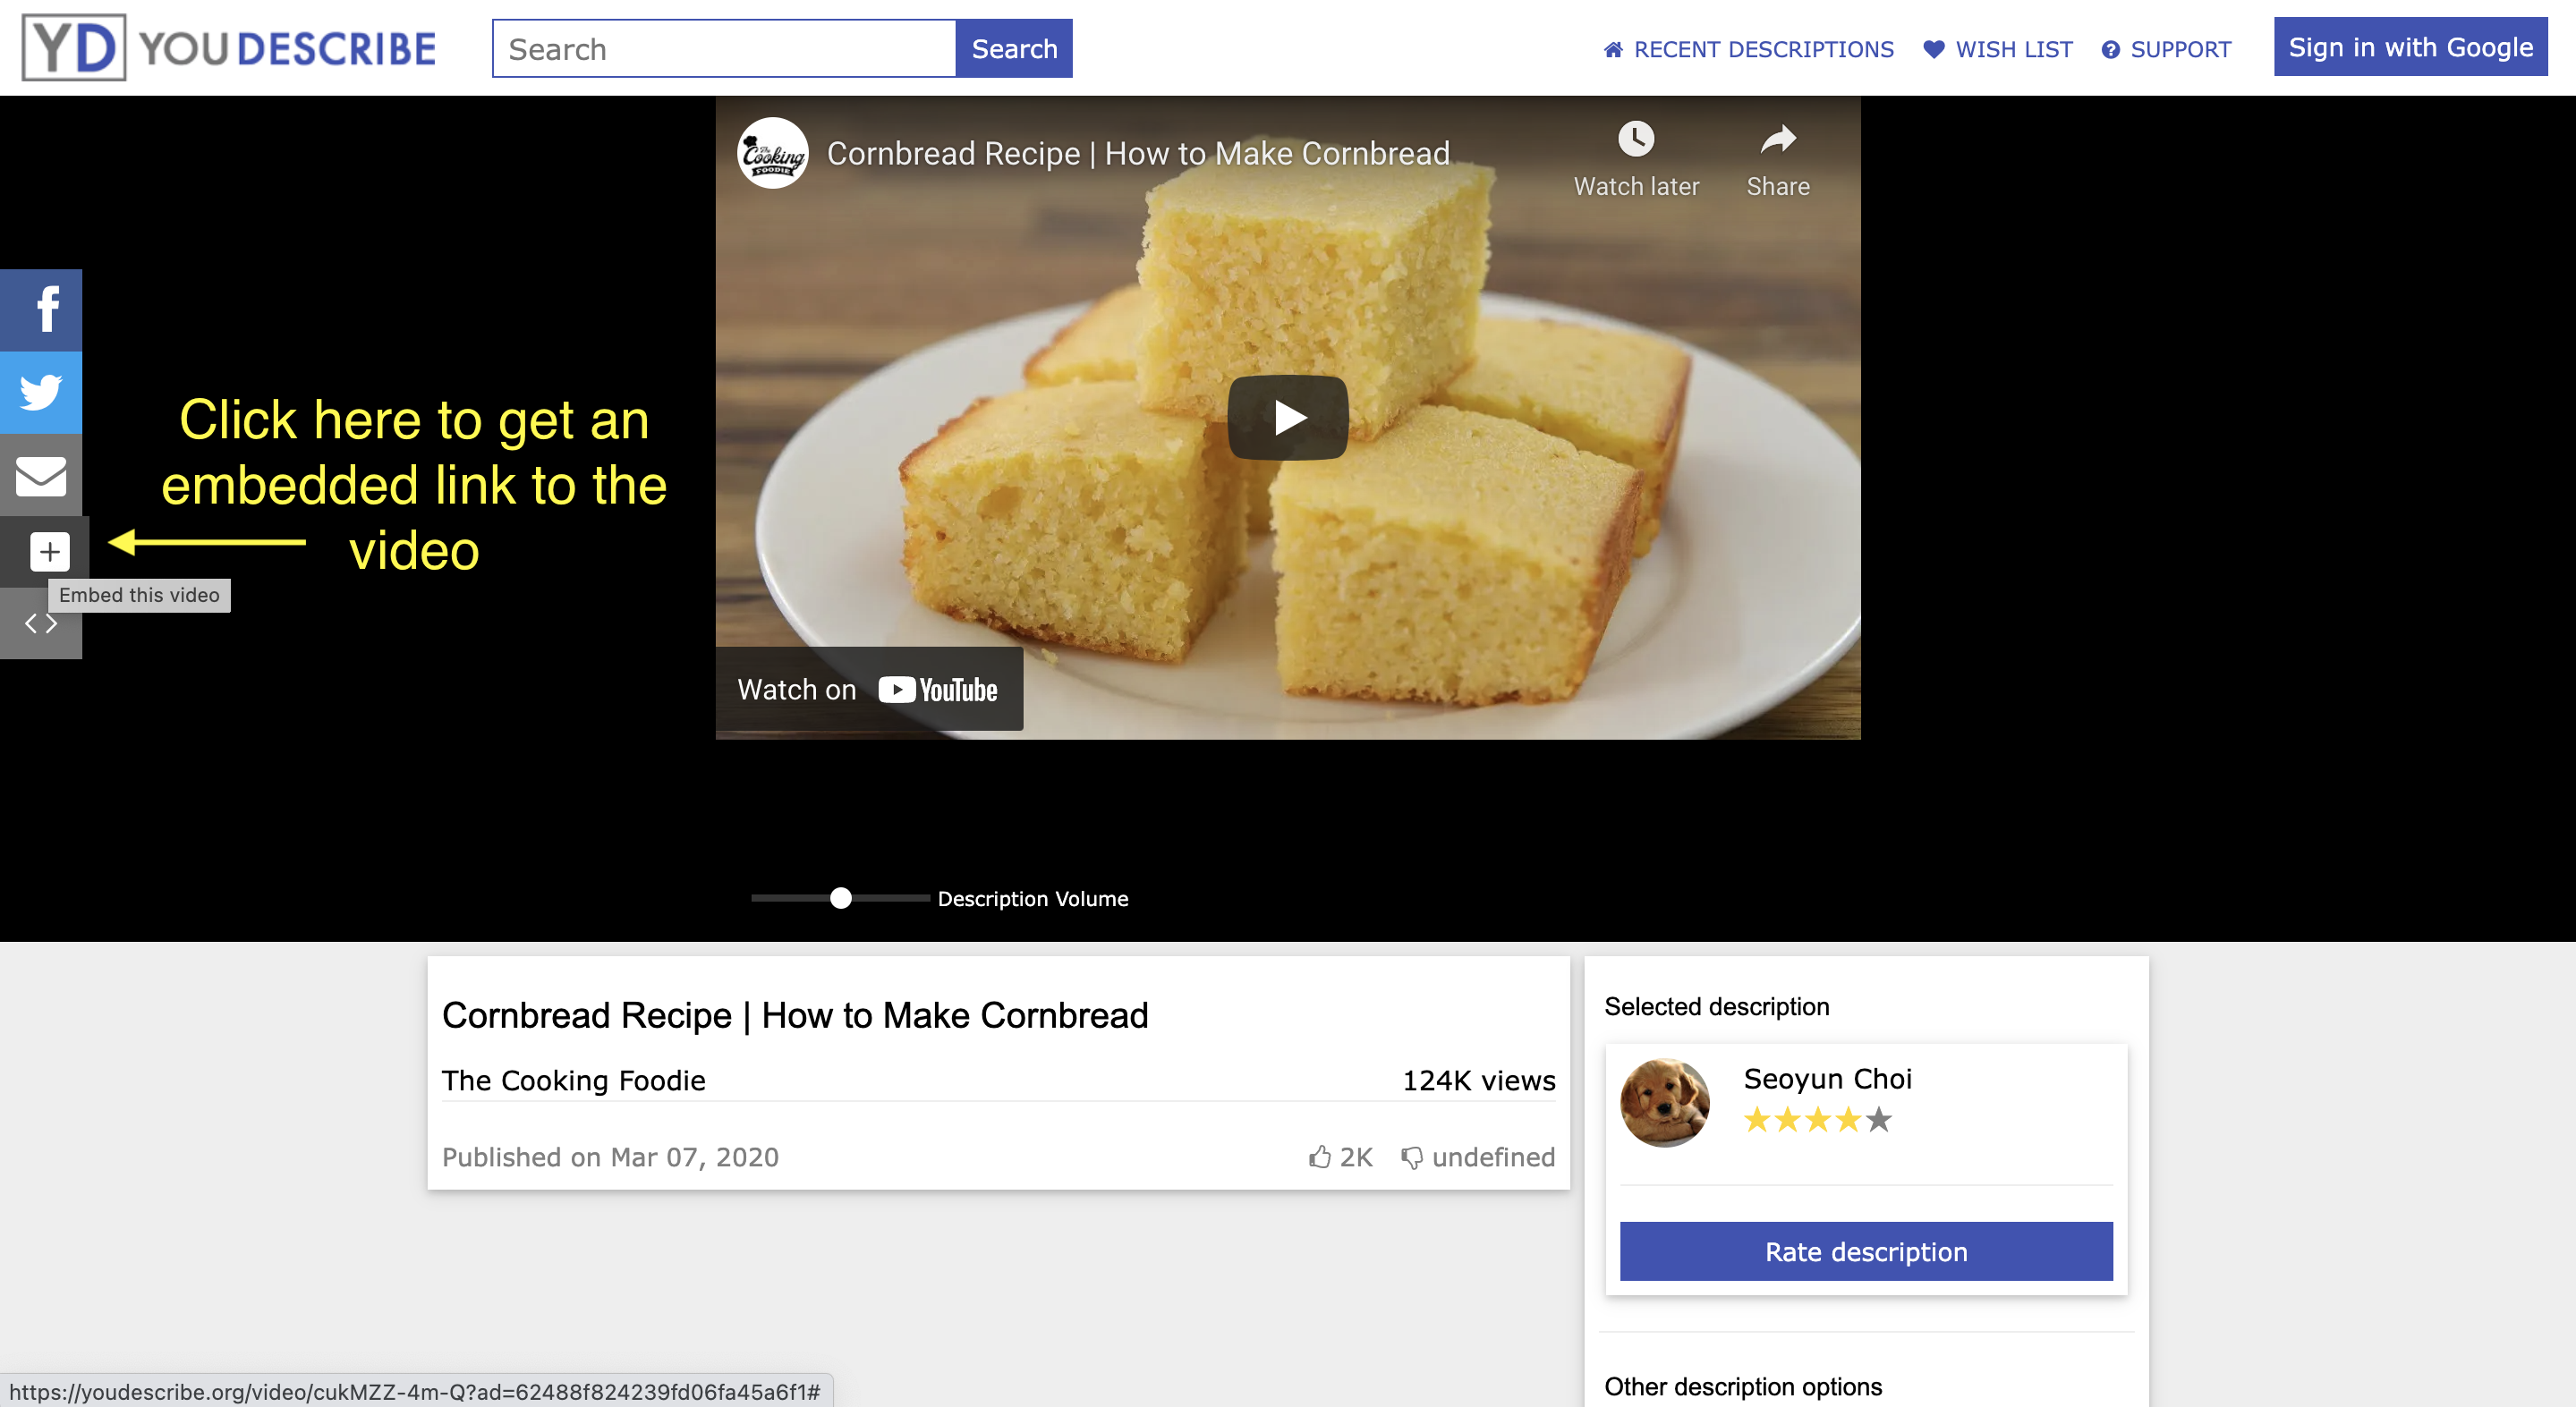 YD YOUDESCRIBE
Search
Search
RECENT DESCRIPTIONS
WISH LIST
SUPPORT
Sign in with Google
The Cooking FOODIE
Cornbread Recipe | How to Make Cornbread
Watch later
Share
Click here to get an
embedded link to the
video
Embed this video
Watch on YouTube
Description Volume
Cornbread Recipe | How to Make Cornbread
The Cooking Foodie
124K views
Published on Mar 07, 2020
2K
undefined
Selected description
Seoyun Choi
Rate description
Other description options
https://youdescribe.org/video/cukMZZ-4m-Q?ad=62488f824239fd06fa45a6f1#